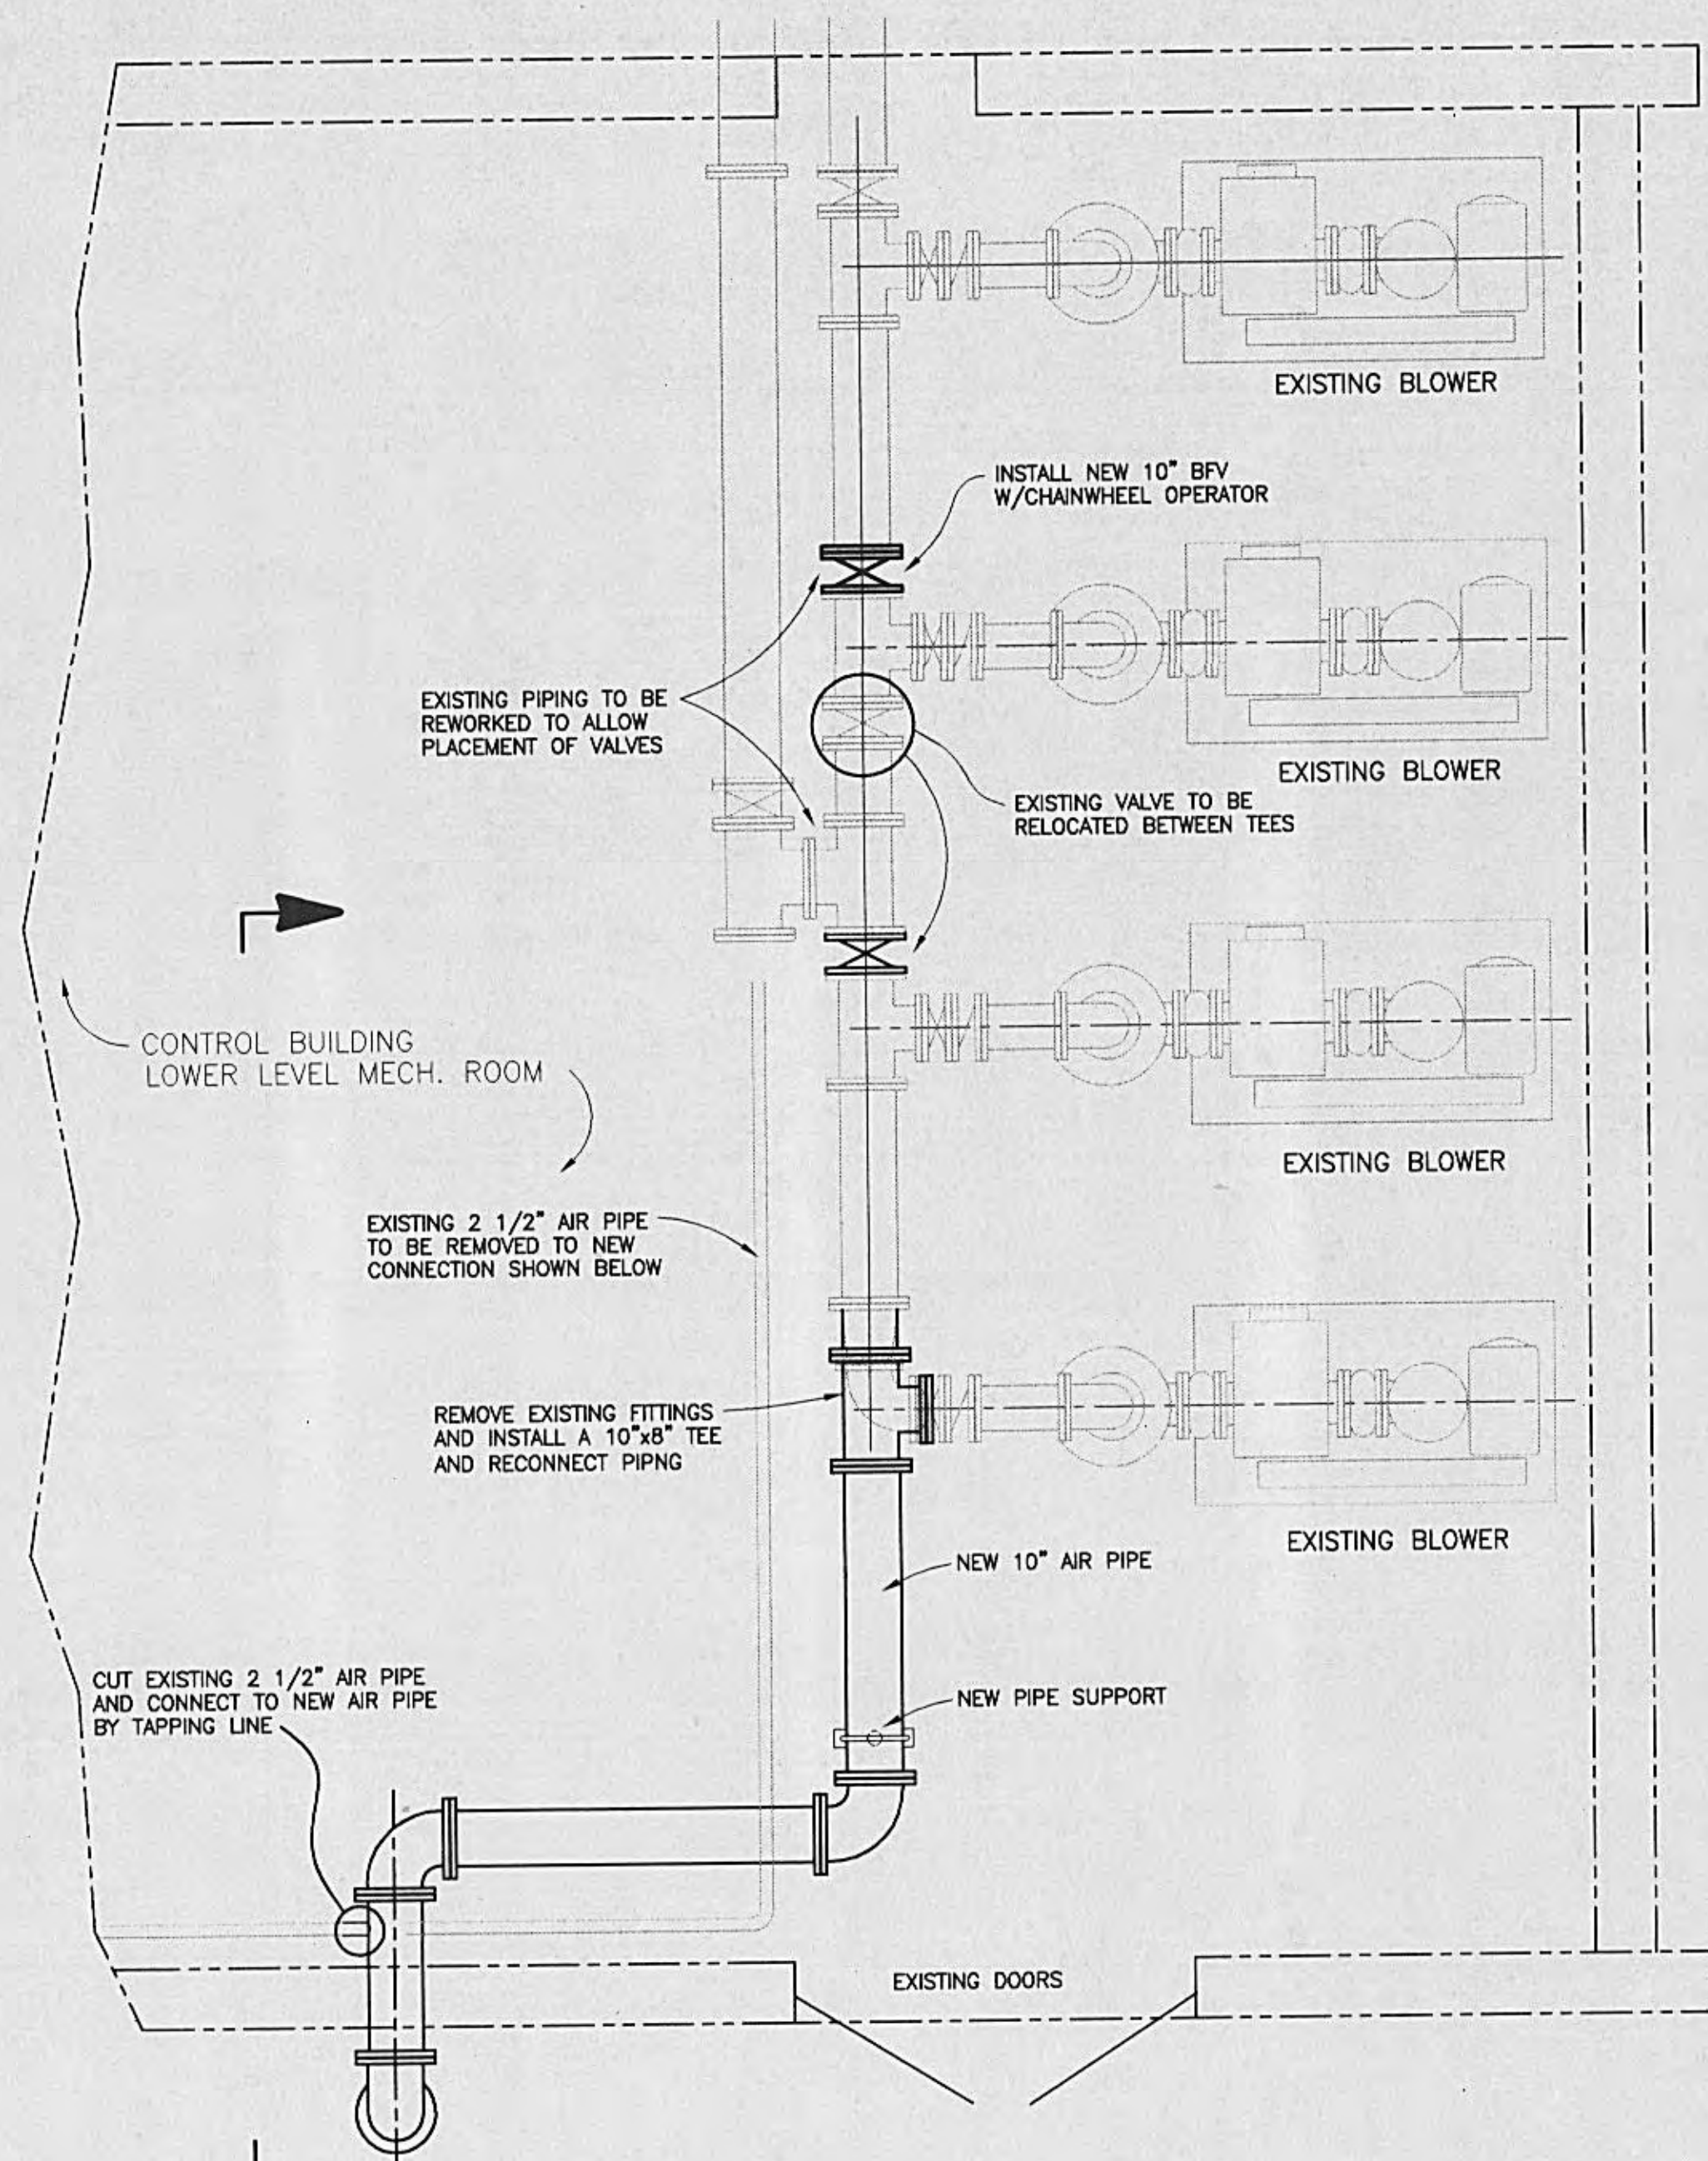 EXISTING BLOWER
INSTALL NEW 10" BFV
W/CHAINWHEEL OPERATOR
EXISTING PIPING TO BE
REWORKED TO ALLOW
PLACEMENT OF VALVES
EXISTING BLOWER
EXISTING VALVE TO BE
RELOCATED BETWEEN TEES
CONTROL BUILDING
LOWER LEVEL MECH. ROOM
EXISTING BLOWER
EXISTING 2 1/2" AIR PIPE
TO BE REMOVED TO NEW
CONNECTION SHOWN BELOW
REMOVE EXISTING FITTINGS
AND INSTALL A 10"x8" TEE
AND RECONNECT PIPNG
EXISTING BLOWER
NEW 10" AIR PIPE
CUT EXISTING 2 1/2" AIR PIPE
AND CONNECT TO NEW AIR PIPE
BY TAPPING LINE
NEW PIPE SUPPORT
EXISTING DOORS